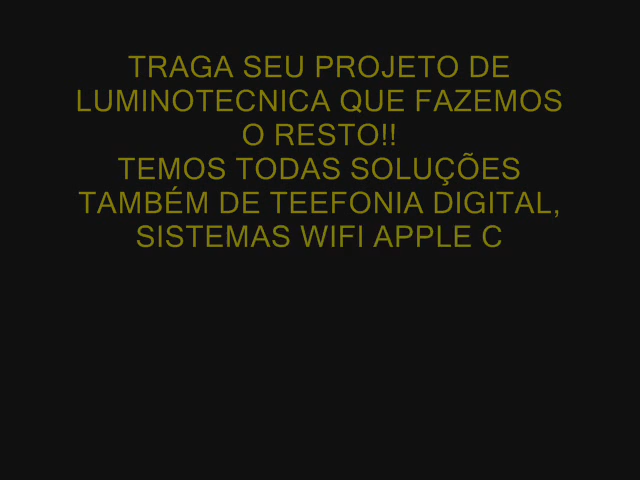 TRAGA SEU PROJETO DE
LUMINOTECNICA QUE FAZEMOS
O RESTO!!
TEMOS TODAS SOLUÇÕES
TAMBÉM DE TEEFONIA DIGITAL,
SISTEMAS WIFI APPLE C